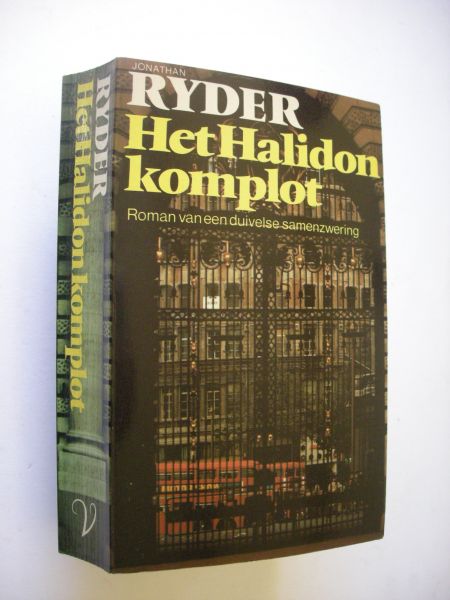 JONATHAN
RYDER
Het Halidon
komplot
Roman van een duivelse samenzwering
RYDER
Het Halidon komplot
V